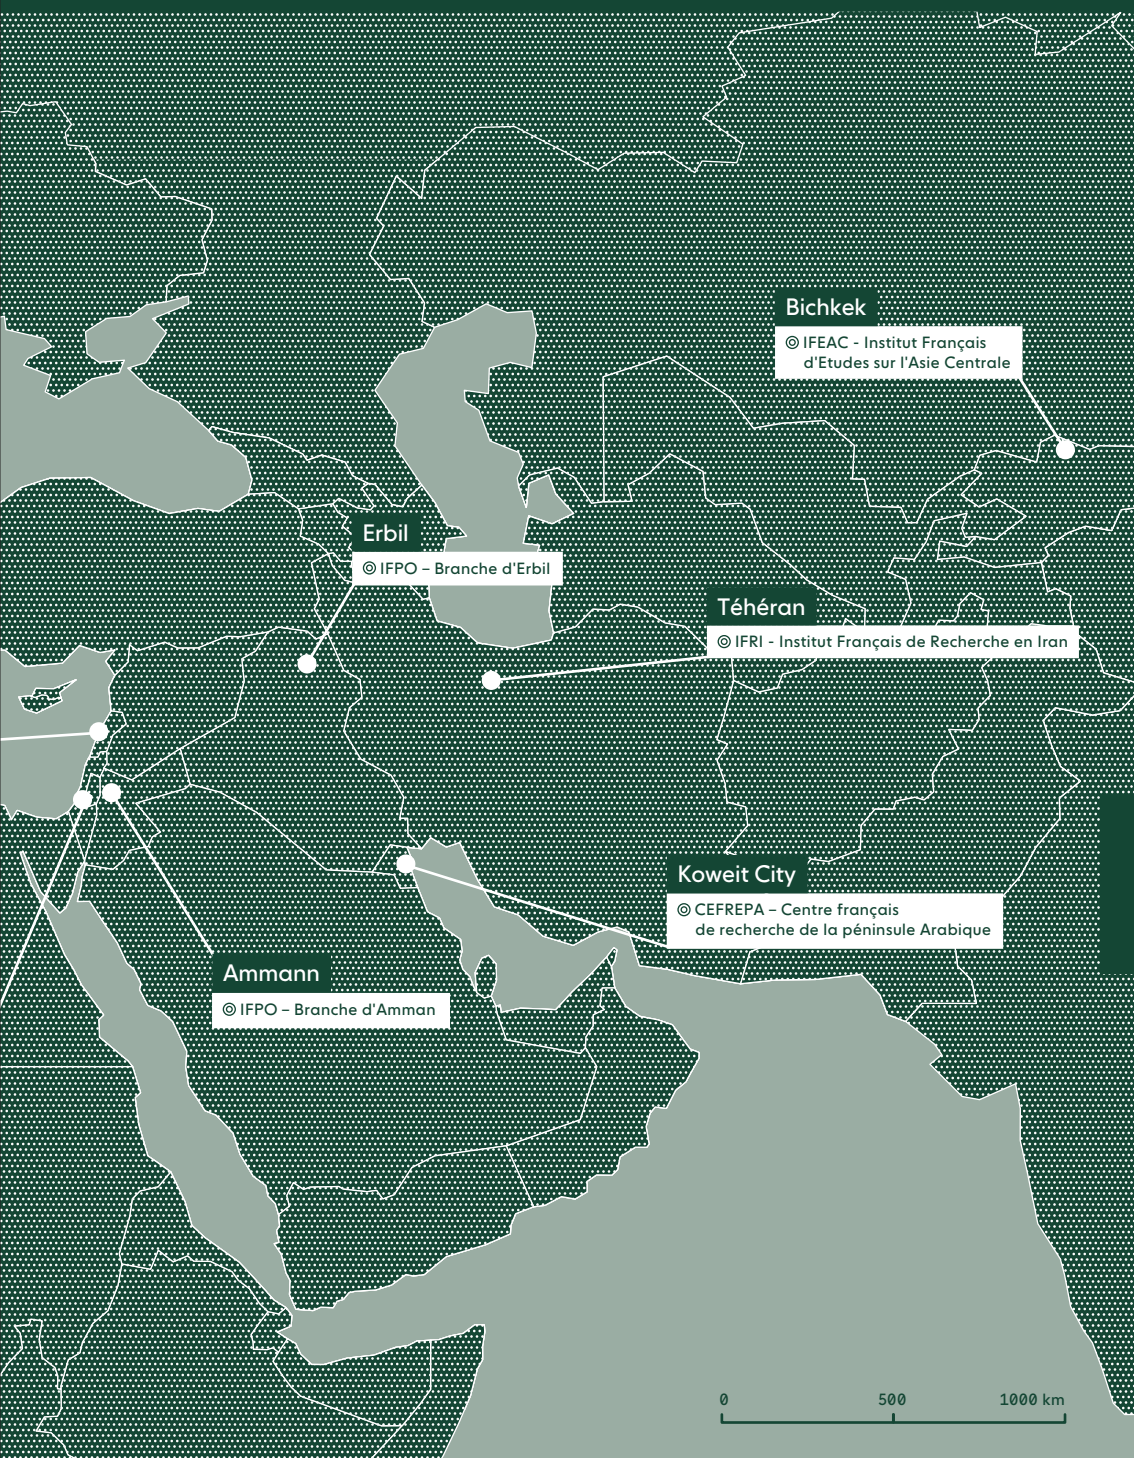 Bichkek
IFEAC - Institut Français
d'Etudes sur l'Asie Centrale
Erbil
IFPO – Branche d'Erbil
Téhéran
IFRI - Institut Français de Recherche en Iran
Koweit City
CEFREPA – Centre français
de recherche de la péninsule Arabique
Ammann
IFPO – Branche d'Amman
0 500 1000 km